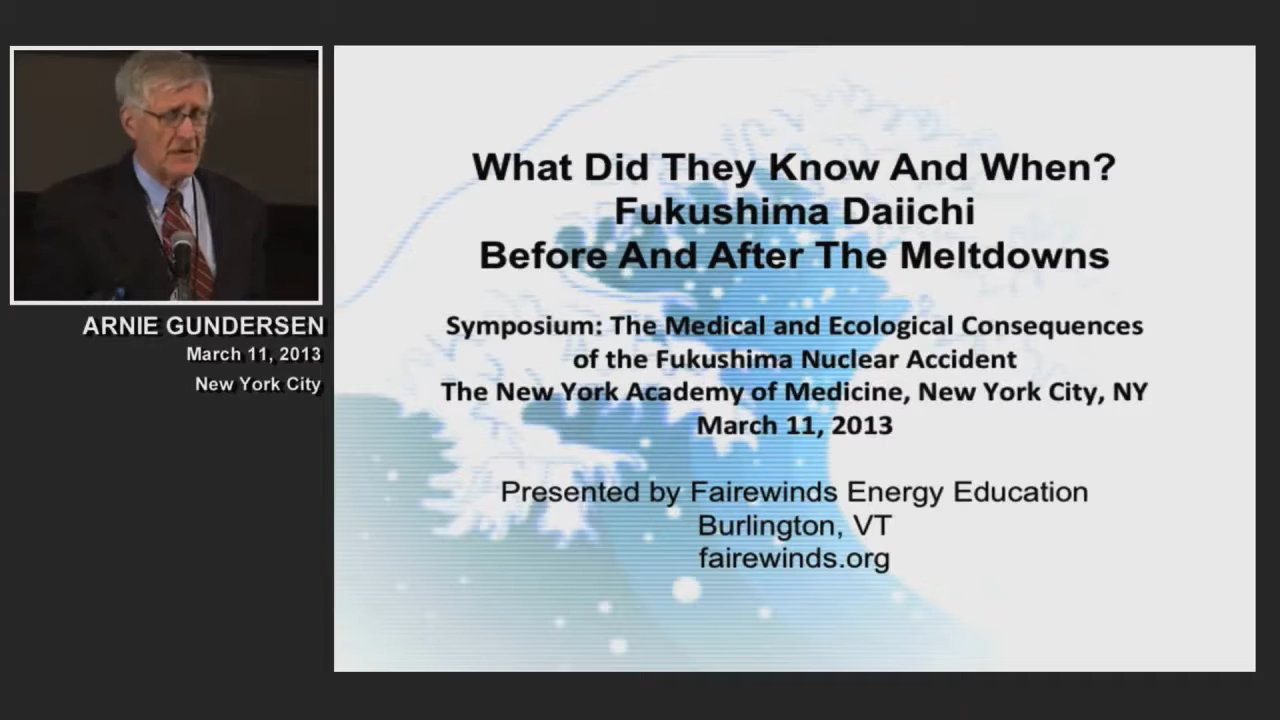 ARNIE GUNDERSEN
March 11, 2013
New York City
What Did They Know And When?
Fukushima Daiichi
Before And After The Meltdowns
Symposium: The Medical and Ecological Consequences
of the Fukushima Nuclear Accident
The New York Academy of Medicine, New York City, NY
March 11, 2013
Presented by Fairewinds Energy Education
Burlington, VT
fairewinds.org